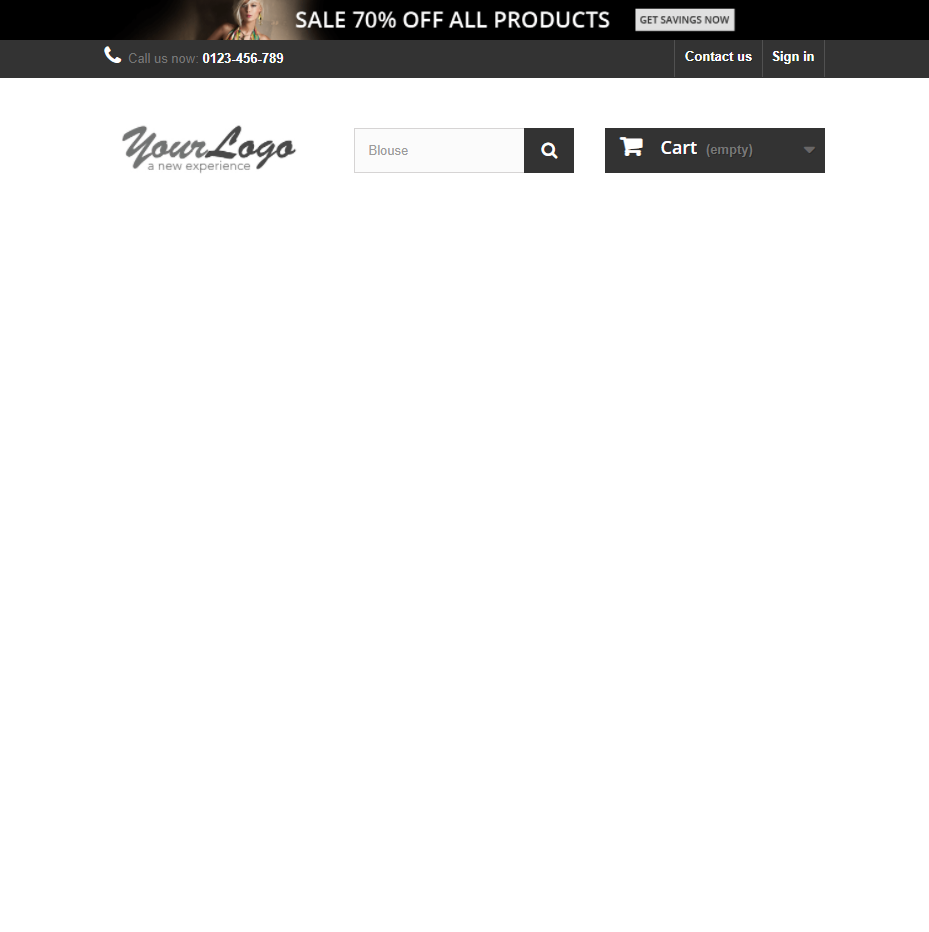 SALE 70% OFF ALL PRODUCTS GET SAVINGS NOW
Call us now: 0123-456-789 Contact us Sign in
YourLogo
a new experience
Blouse
Cart (empty)